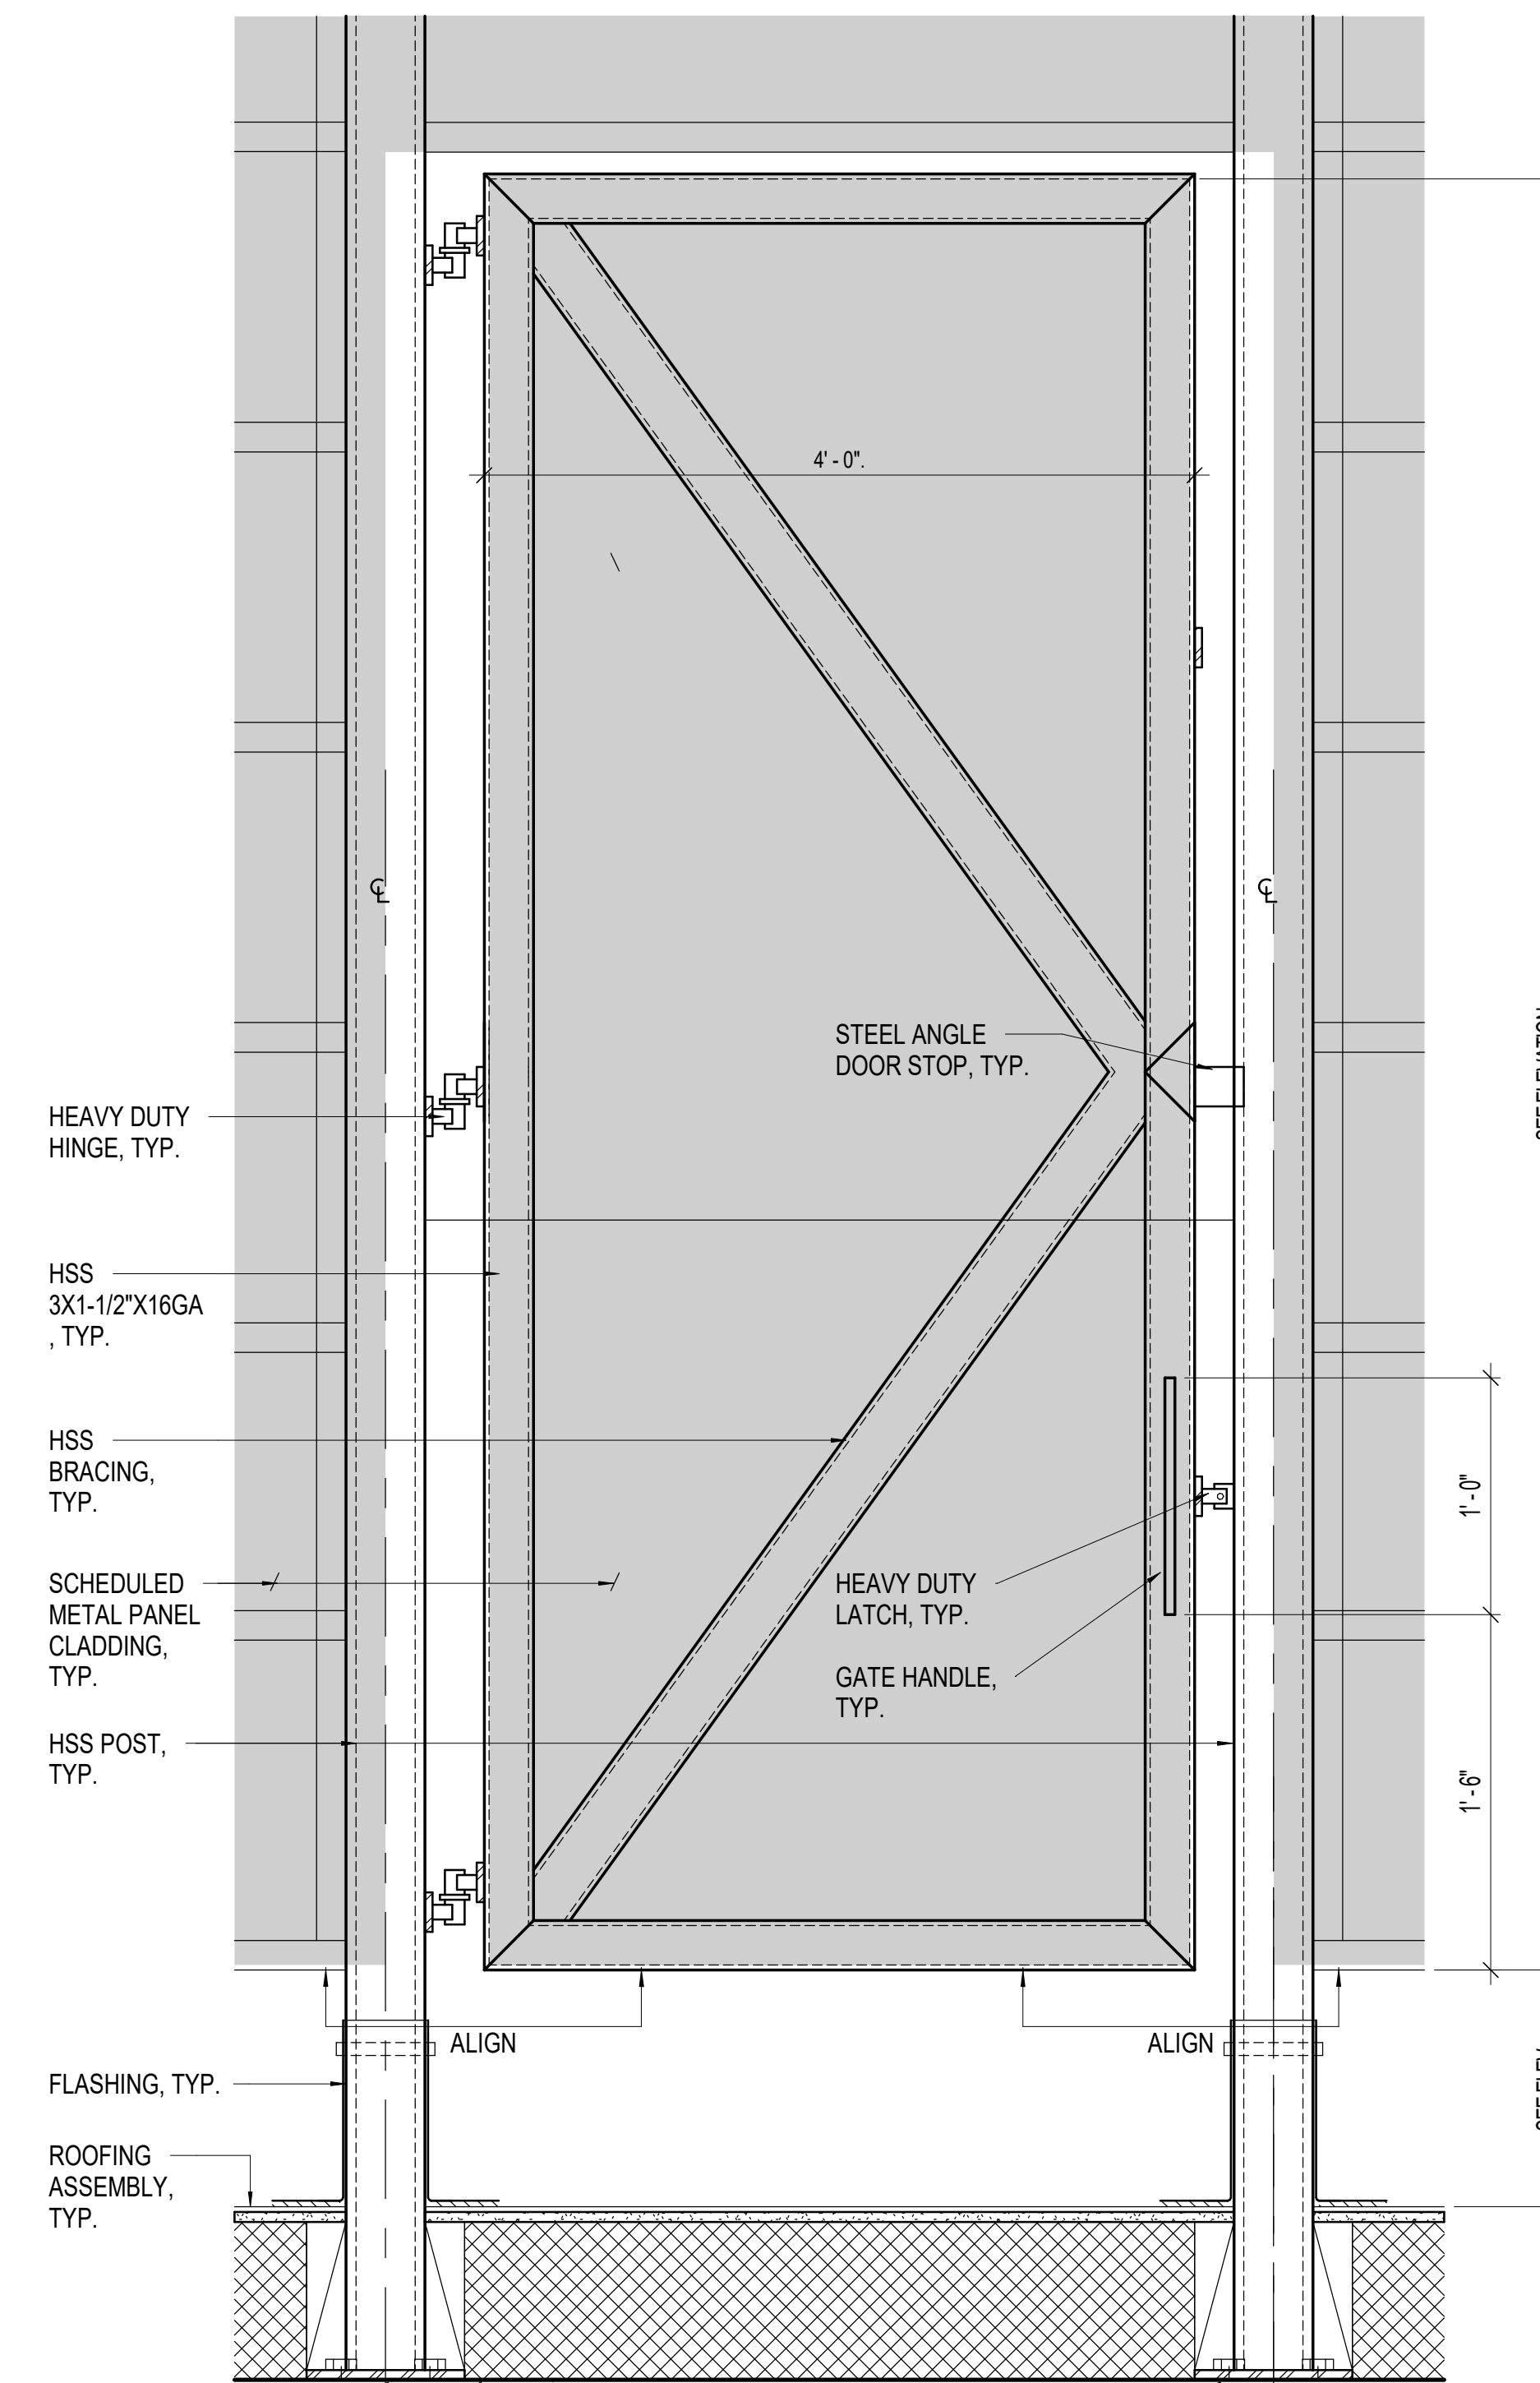 4' - 0".
℄
℄
STEEL ANGLE
DOOR STOP, TYP.
HEAVY DUTY
HINGE, TYP.
HSS
3X1-1/2"X16GA
, TYP.
HSS
BRACING,
TYP.
1' - 0"
SCHEDULED
METAL PANEL
CLADDING,
TYP.
HEAVY DUTY
LATCH, TYP.
GATE HANDLE,
TYP.
HSS POST,
TYP.
1' - 6"
ALIGN
ALIGN
FLASHING, TYP.
ROOFING
ASSEMBLY,
TYP.